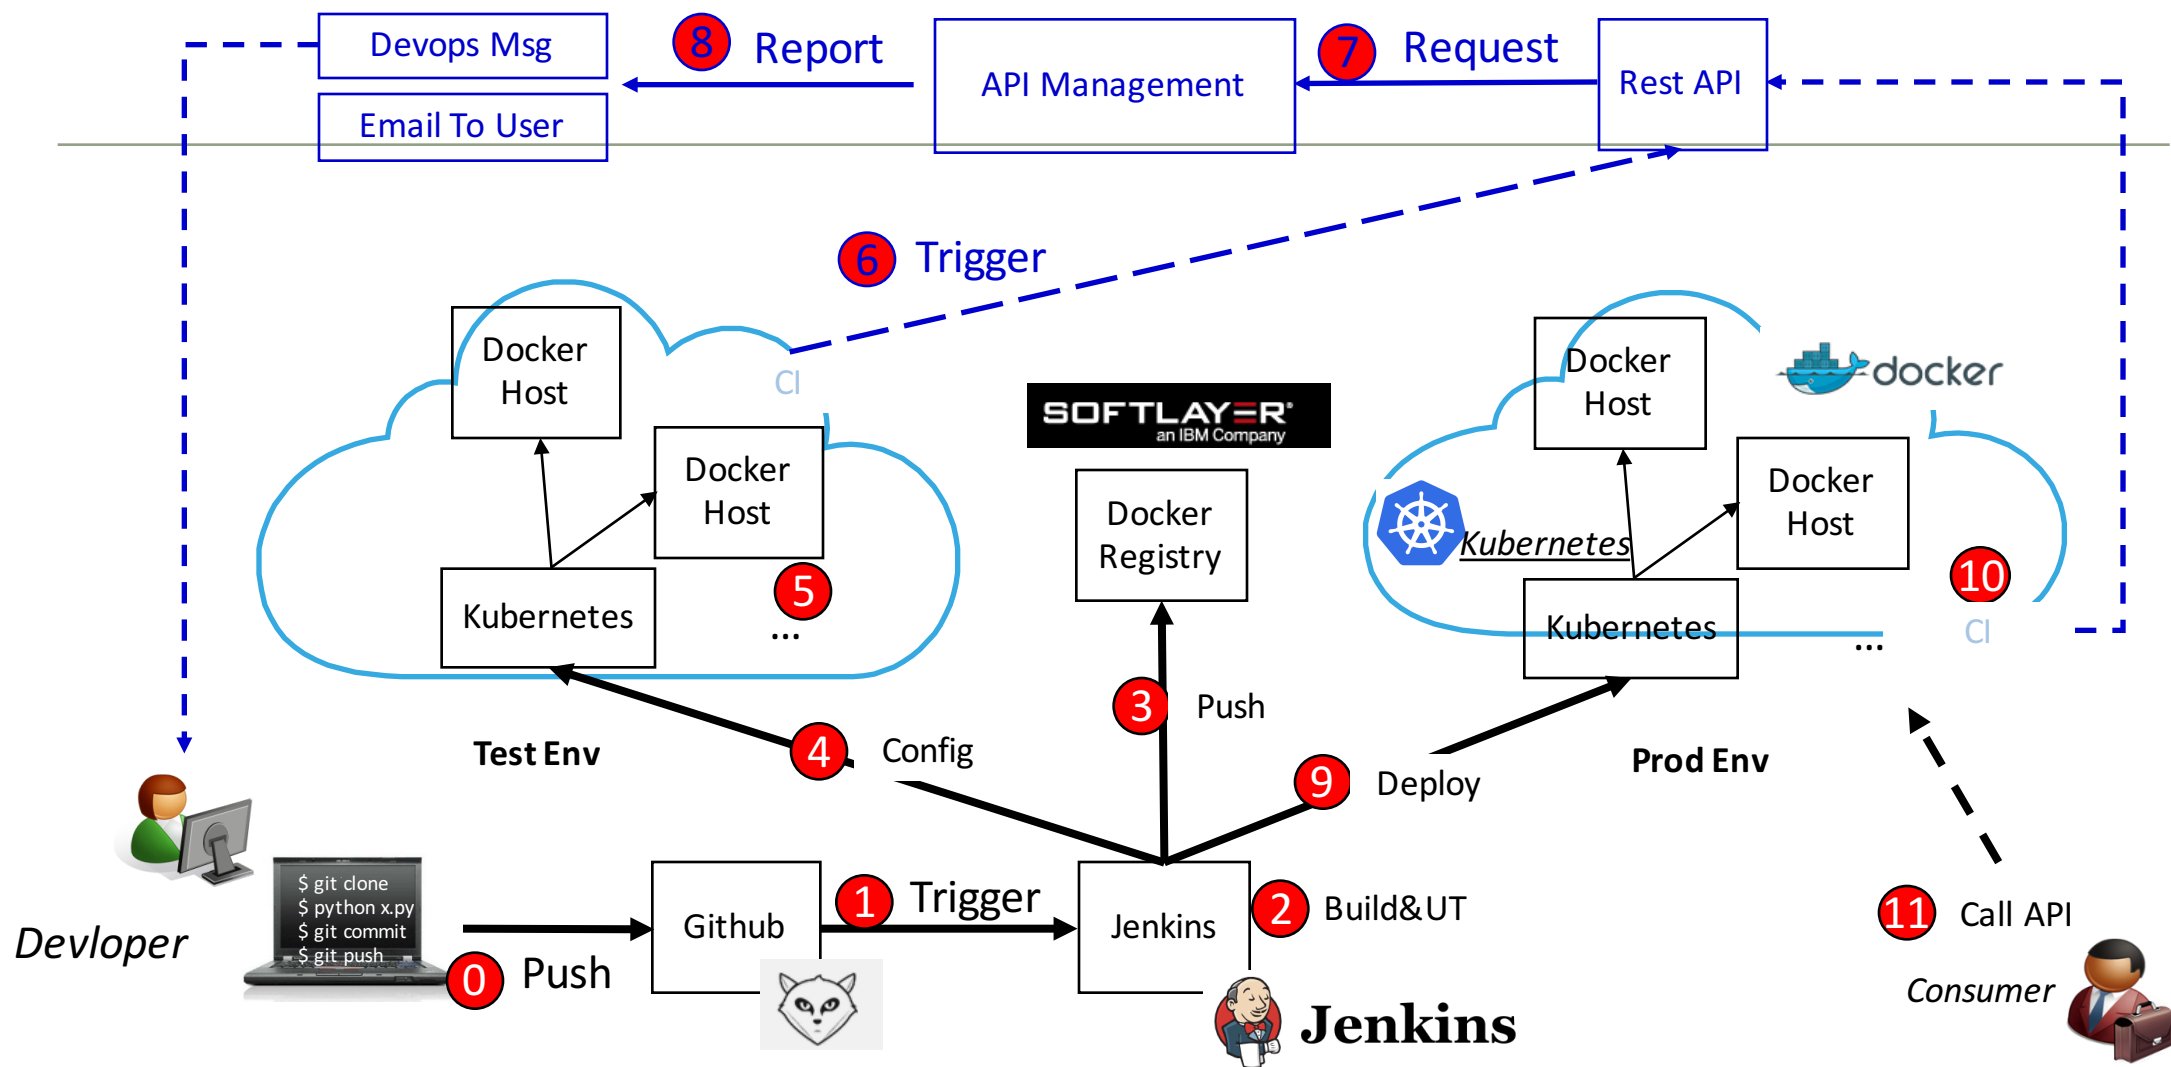 Devops Msg
8
Report
API Management
7
Request
Rest API
Email To User
6
Trigger
Docker
Host
CI
Docker
Host
5
Kubernetes
...
SOFTLAYER®
an IBM Company
Docker
Registry
Docker
Host
docker
Docker
Host
Kubernetes
10
Kubernetes
...
CI
3
Push
4
Config
Test Env
9
Deploy
Prod Env
$ git clone
$ python x.py
$ git commit
$ git push
Devloper
0
Push
Github
1
Trigger
Jenkins
2
Build&UT
Jenkins
11
Call API
Consumer